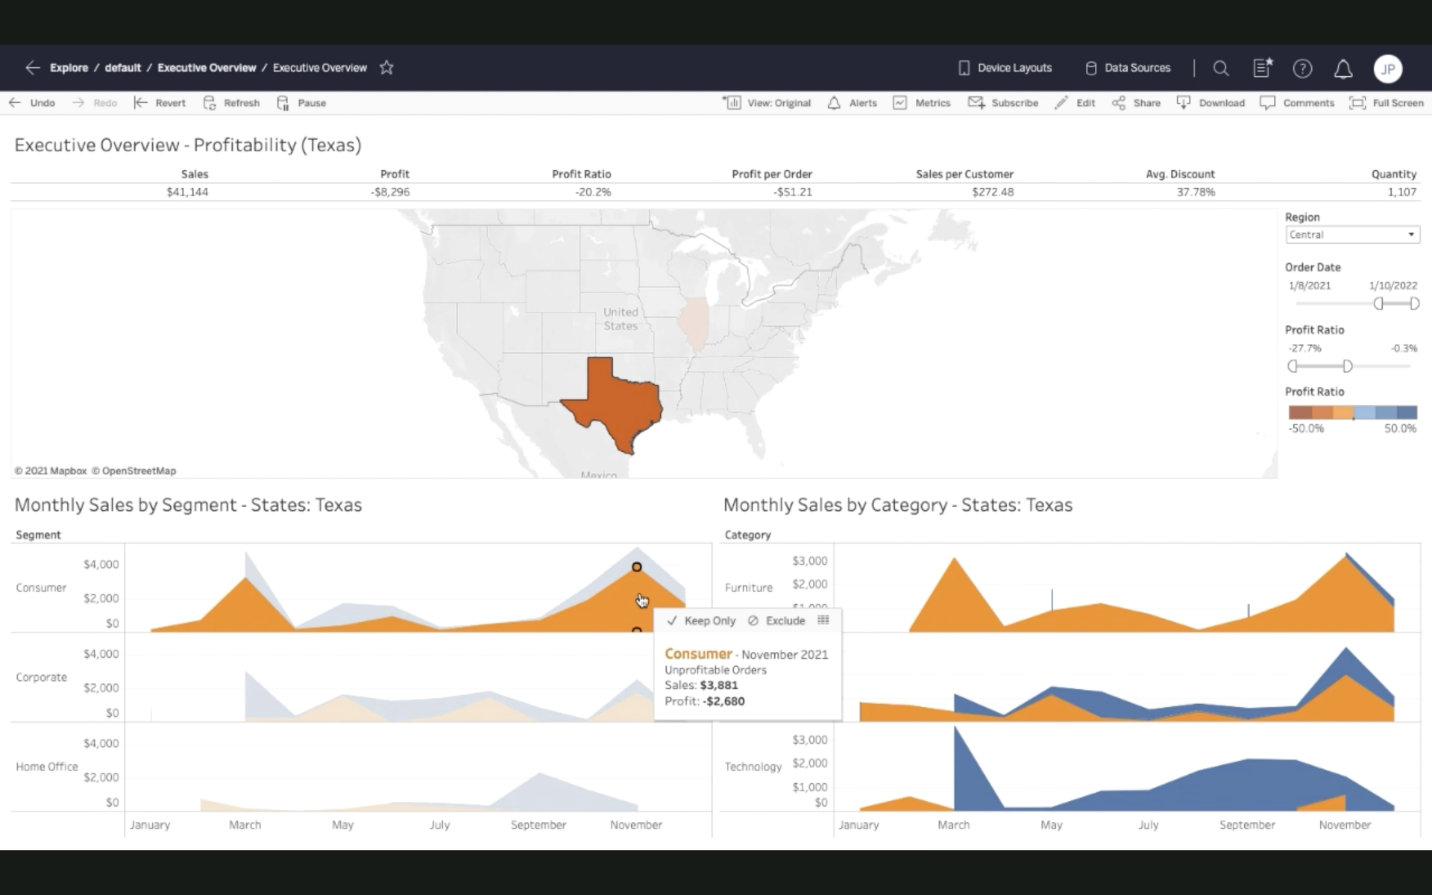 Explore / default / Executive Overview / Executive Overview
Device Layouts
Data Sources
JP
Undo
Redo
Revert
Refresh
Pause
View: Original
Alerts
Metrics
Subscribe
Edit
Share
Download
Comments
Full Screen
Executive Overview - Profitability (Texas)
Sales Profit Profit Ratio Profit per Order Sales per Customer Avg. Discount Quantity
$41,144 -$8,296 -20.2% -$51.21 $272.48 37.78% 1,107
United
States
Mexico
© 2021 Mapbox © OpenStreetMap
Region
Central
Order Date
1/8/2021 1/10/2022
Profit Ratio
-27.7% -0.3%
Profit Ratio
-50.0% 50.0%
Monthly Sales by Segment - States: Texas
Segment
Consumer
$4,000
$2,000
$0
Corporate
$4,000
$2,000
$0
Home Office
$4,000
$2,000
$0
January March May July September November
Keep Only Exclude
Consumer - November 2021
Unprofitable Orders
Sales: $3,881
Profit: -$2,680
Monthly Sales by Category - States: Texas
Category
Furniture
$3,000
$2,000
$1,000
Technology
$3,000
$2,000
$1,000
$0
January March May July September November